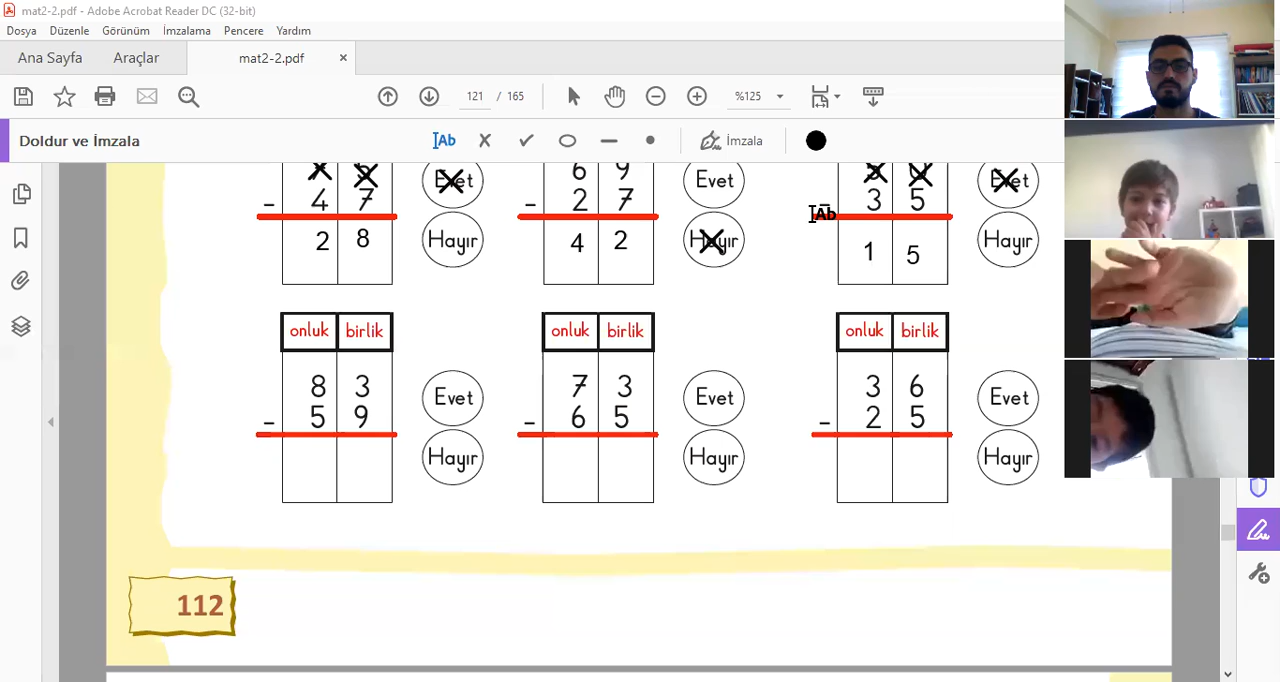 mat2-2.pdf - Adobe Acrobat Reader DC (32-bit)
Dosya Düzenle Görünüm İmzalama Pencere Yardım
Ana Sayfa Araçlar mat2-2.pdf ×
121 / 165 %125
Doldur ve İmzala IAb İmzala
6 9
Evet Evet Evet
- 4 7 - 2 7 - 3 5
IAb
2 8 Hayır 4 2 Hayır 1 5 Hayır
onluk birlik onluk birlik onluk birlik
8 3 Evet 7 3 Evet 3 6 Evet
- 5 9 - 6 5 - 2 5
Hayır Hayır Hayır
112